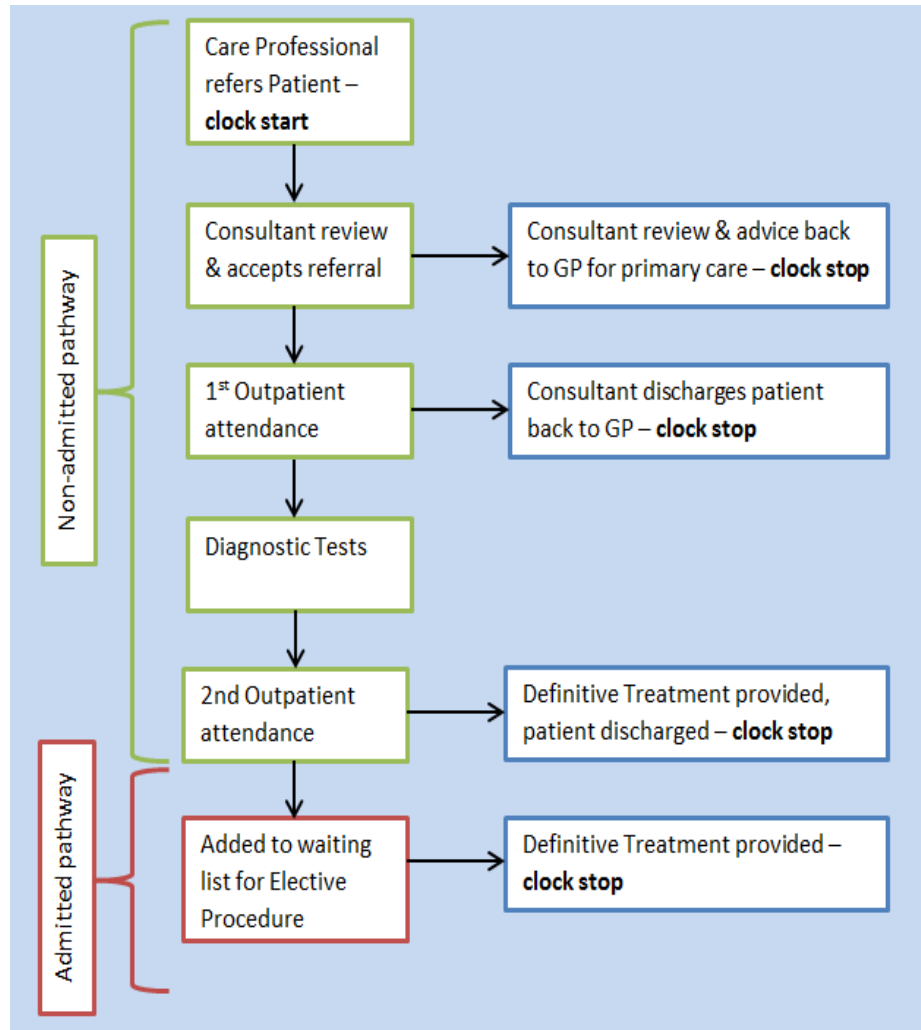 Care Professional
refers Patient –
clock start
Non-admitted pathway
Consultant review
& accepts referral
Consultant review & advice back
to GP for primary care – clock stop
1st Outpatient
attendance
Consultant discharges patient
back to GP – clock stop
Diagnostic Tests
2nd Outpatient
attendance
Definitive Treatment provided,
patient discharged – clock stop
Admitted pathway
Added to waiting
list for Elective
Procedure
Definitive Treatment provided –
clock stop